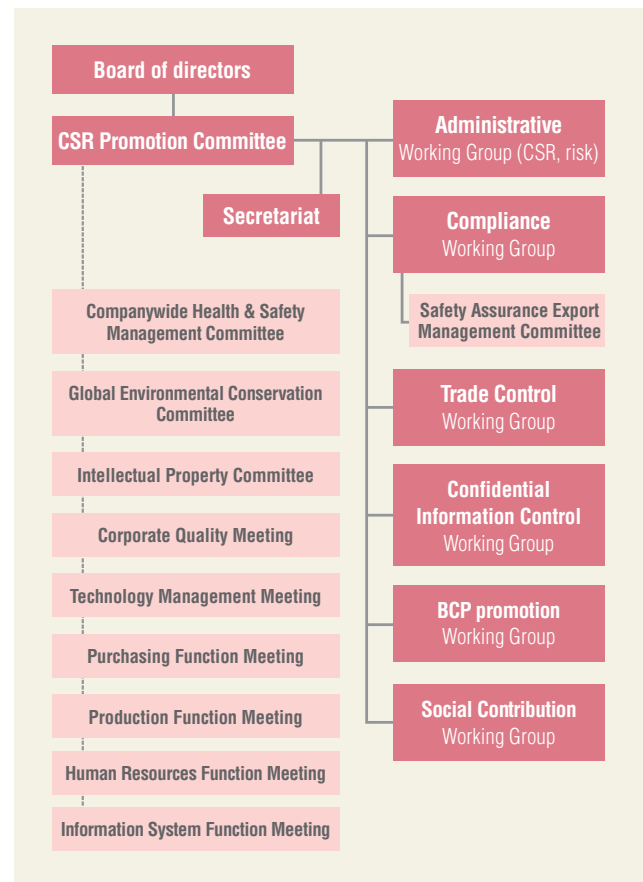 Board of directors
CSR Promotion Committee
Secretariat
Companywide Health & Safety
Management Committee
Global Environmental Conservation
Committee
Intellectual Property Committee
Corporate Quality Meeting
Technology Management Meeting
Purchasing Function Meeting
Production Function Meeting
Human Resources Function Meeting
Information System Function Meeting
Administrative
Working Group (CSR, risk)
Compliance
Working Group
Safety Assurance Export
Management Committee
Trade Control
Working Group
Confidential
Information Control
Working Group
BCP promotion
Working Group
Social Contribution
Working Group